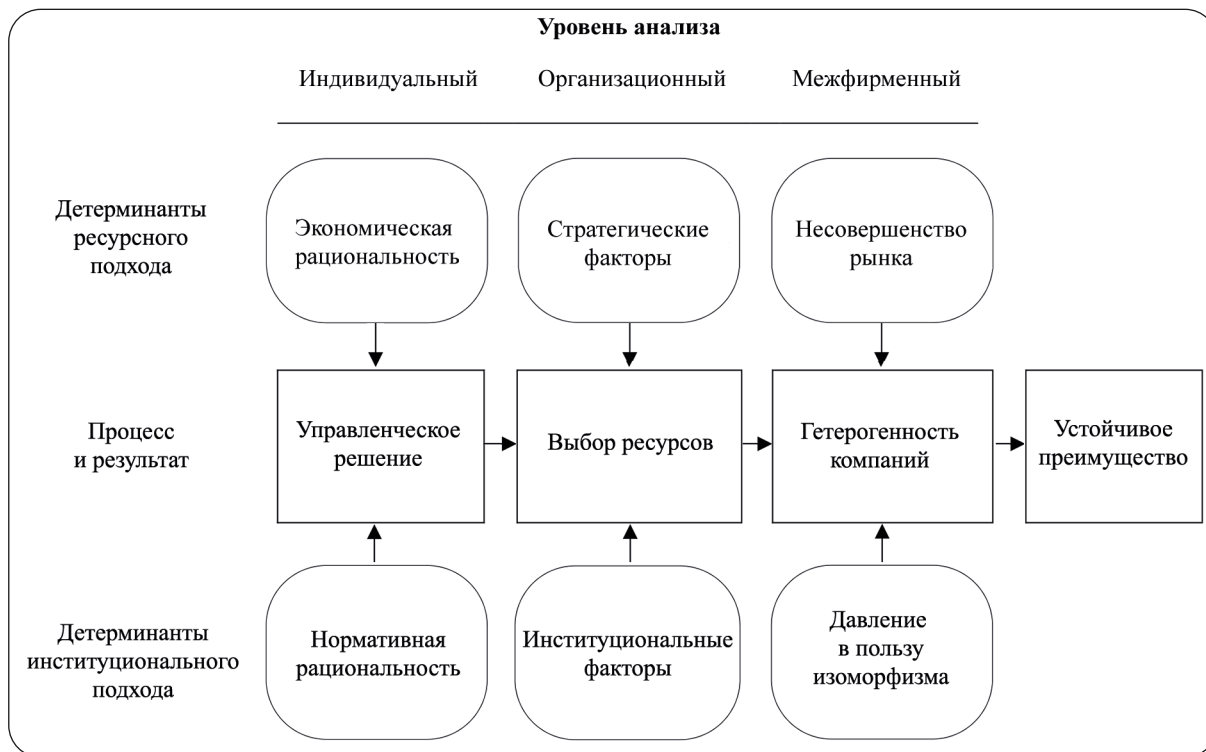 Уровень анализа
Индивидуальный
Организационный
Межфирменный
Детерминанты
ресурсного
подхода
Экономическая
рациональность
Стратегические
факторы
Несовершенство
рынка
Процесс
и результат
Управленческое
решение
Выбор ресурсов
Гетерогенность
компаний
Устойчивое
преимущество
Детерминанты
институционального
подхода
Нормативная
рациональность
Институциональные
факторы
Давление
в пользу
изоморфизма